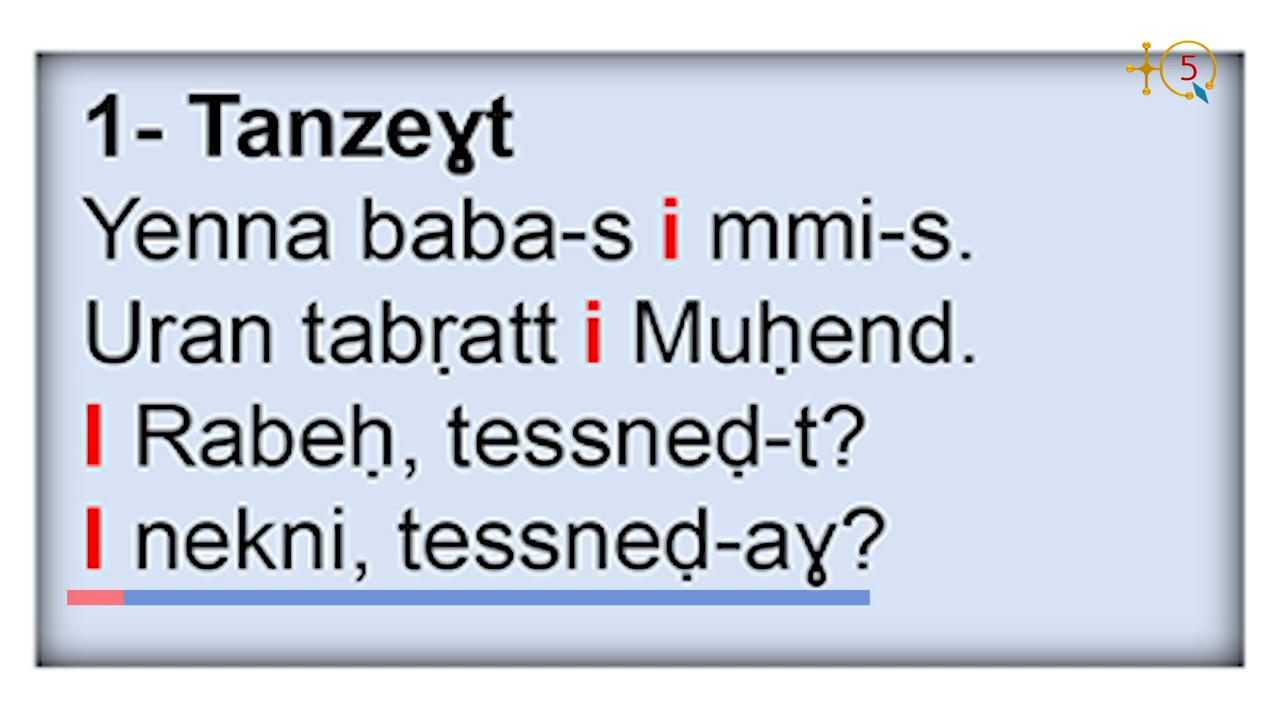 5
1- Tanzeɣt
Yenna baba-s i mmi-s.
Uran tabṛatt i Muḥend.
I Rabeḥ, tessneḍ-t?
I nekni, tessneḍ-aɣ?